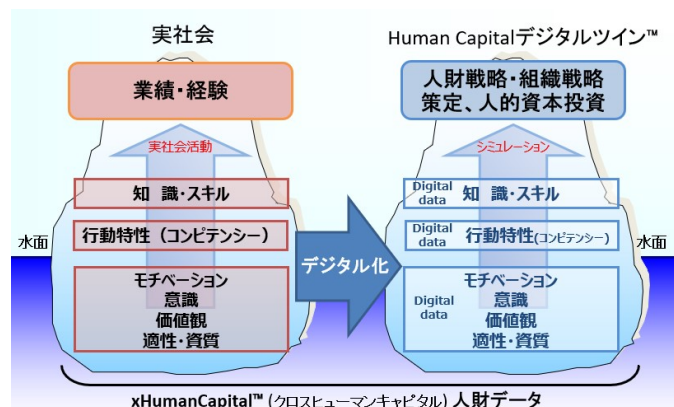 実社会
Human Capitalデジタルツイン™
業績・経験
人財戦略・組織戦略
策定、人的資本投資
実社会活動
シミュレーション
知 識・スキル
Digital
data
知 識・スキル
行動特性（コンピテンシー）
Digital
data
行動特性(コンピテンシー)
水面
水面
デジタル化
モチベーション
意識
価値観
適性・資質
Digital
data
モチベーション
意識
価値観
適性・資質
xHumanCapital™ (クロスヒューマンキャピタル) 人財データ